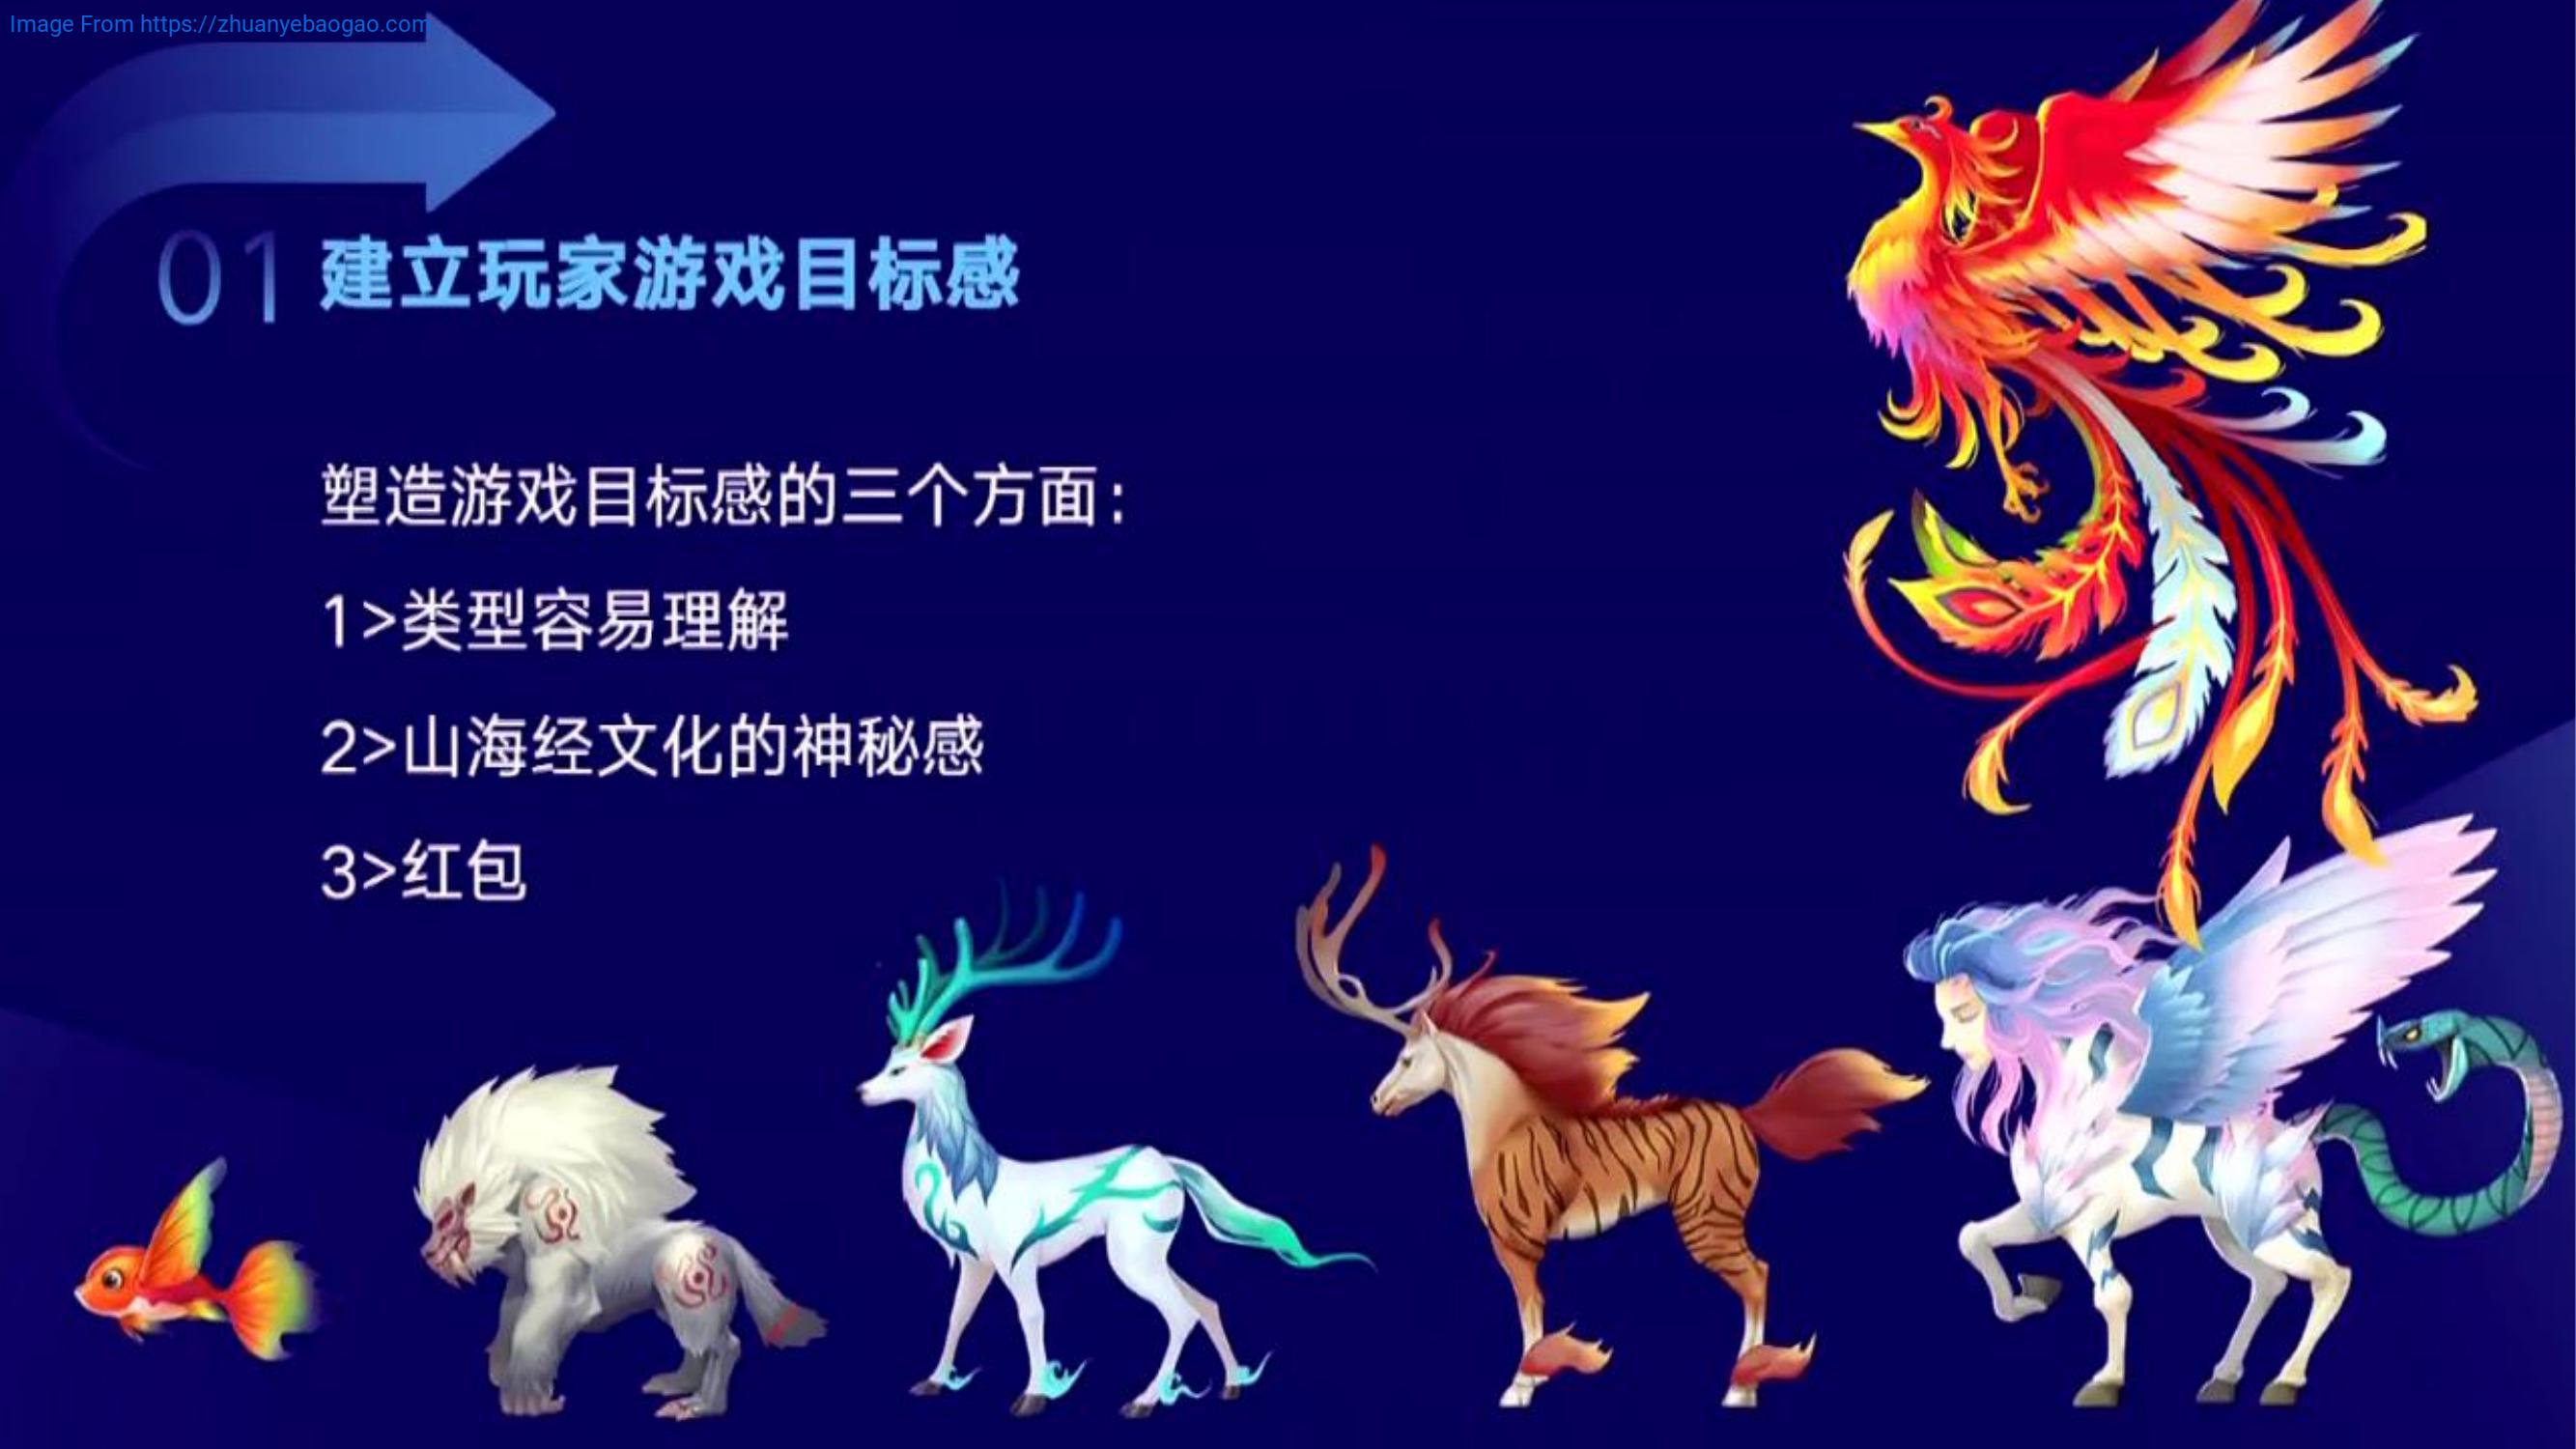 Image From https://zhuanyebaogao.com
01 建立玩家游戏目标感
塑造游戏目标感的三个方面：
1>类型容易理解
2>山海经文化的神秘感
3>红包